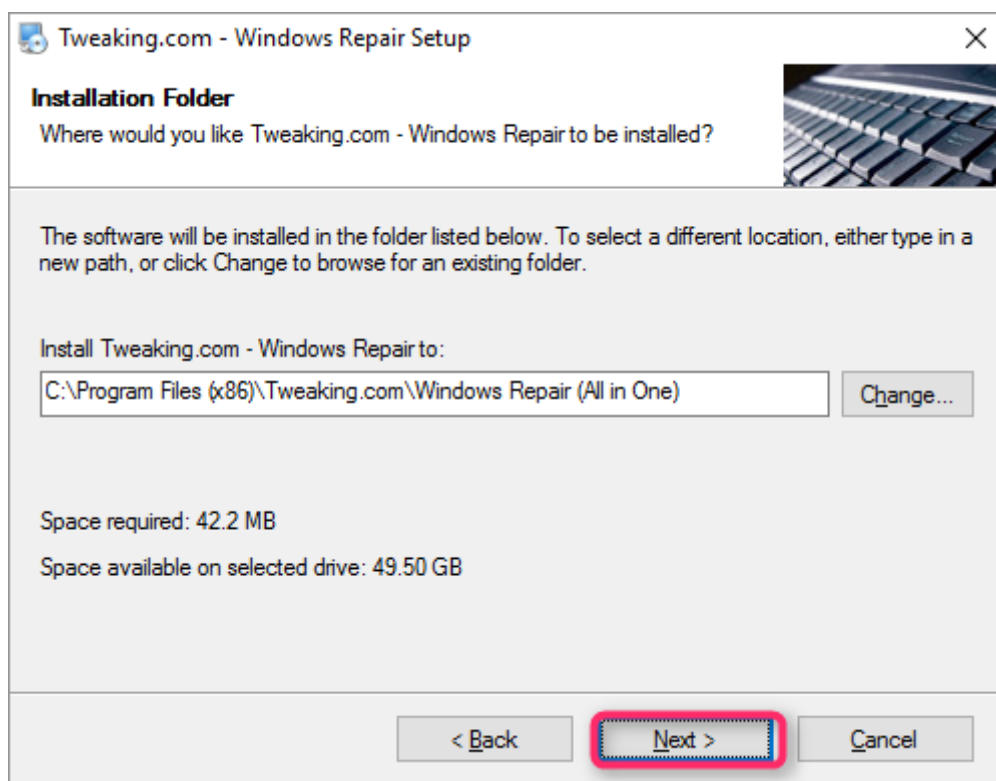 Tweaking.com - Windows Repair Setup
Installation Folder
Where would you like Tweaking.com - Windows Repair to be installed?
The software will be installed in the folder listed below. To select a different location, either type in a
new path, or click Change to browse for an existing folder.
Install Tweaking.com - Windows Repair to:
C:\Program Files (x86)\Tweaking.com\Windows Repair (All in One)
Change...
Space required: 42.2 MB
Space available on selected drive: 49.50 GB
< Back
Next >
Cancel